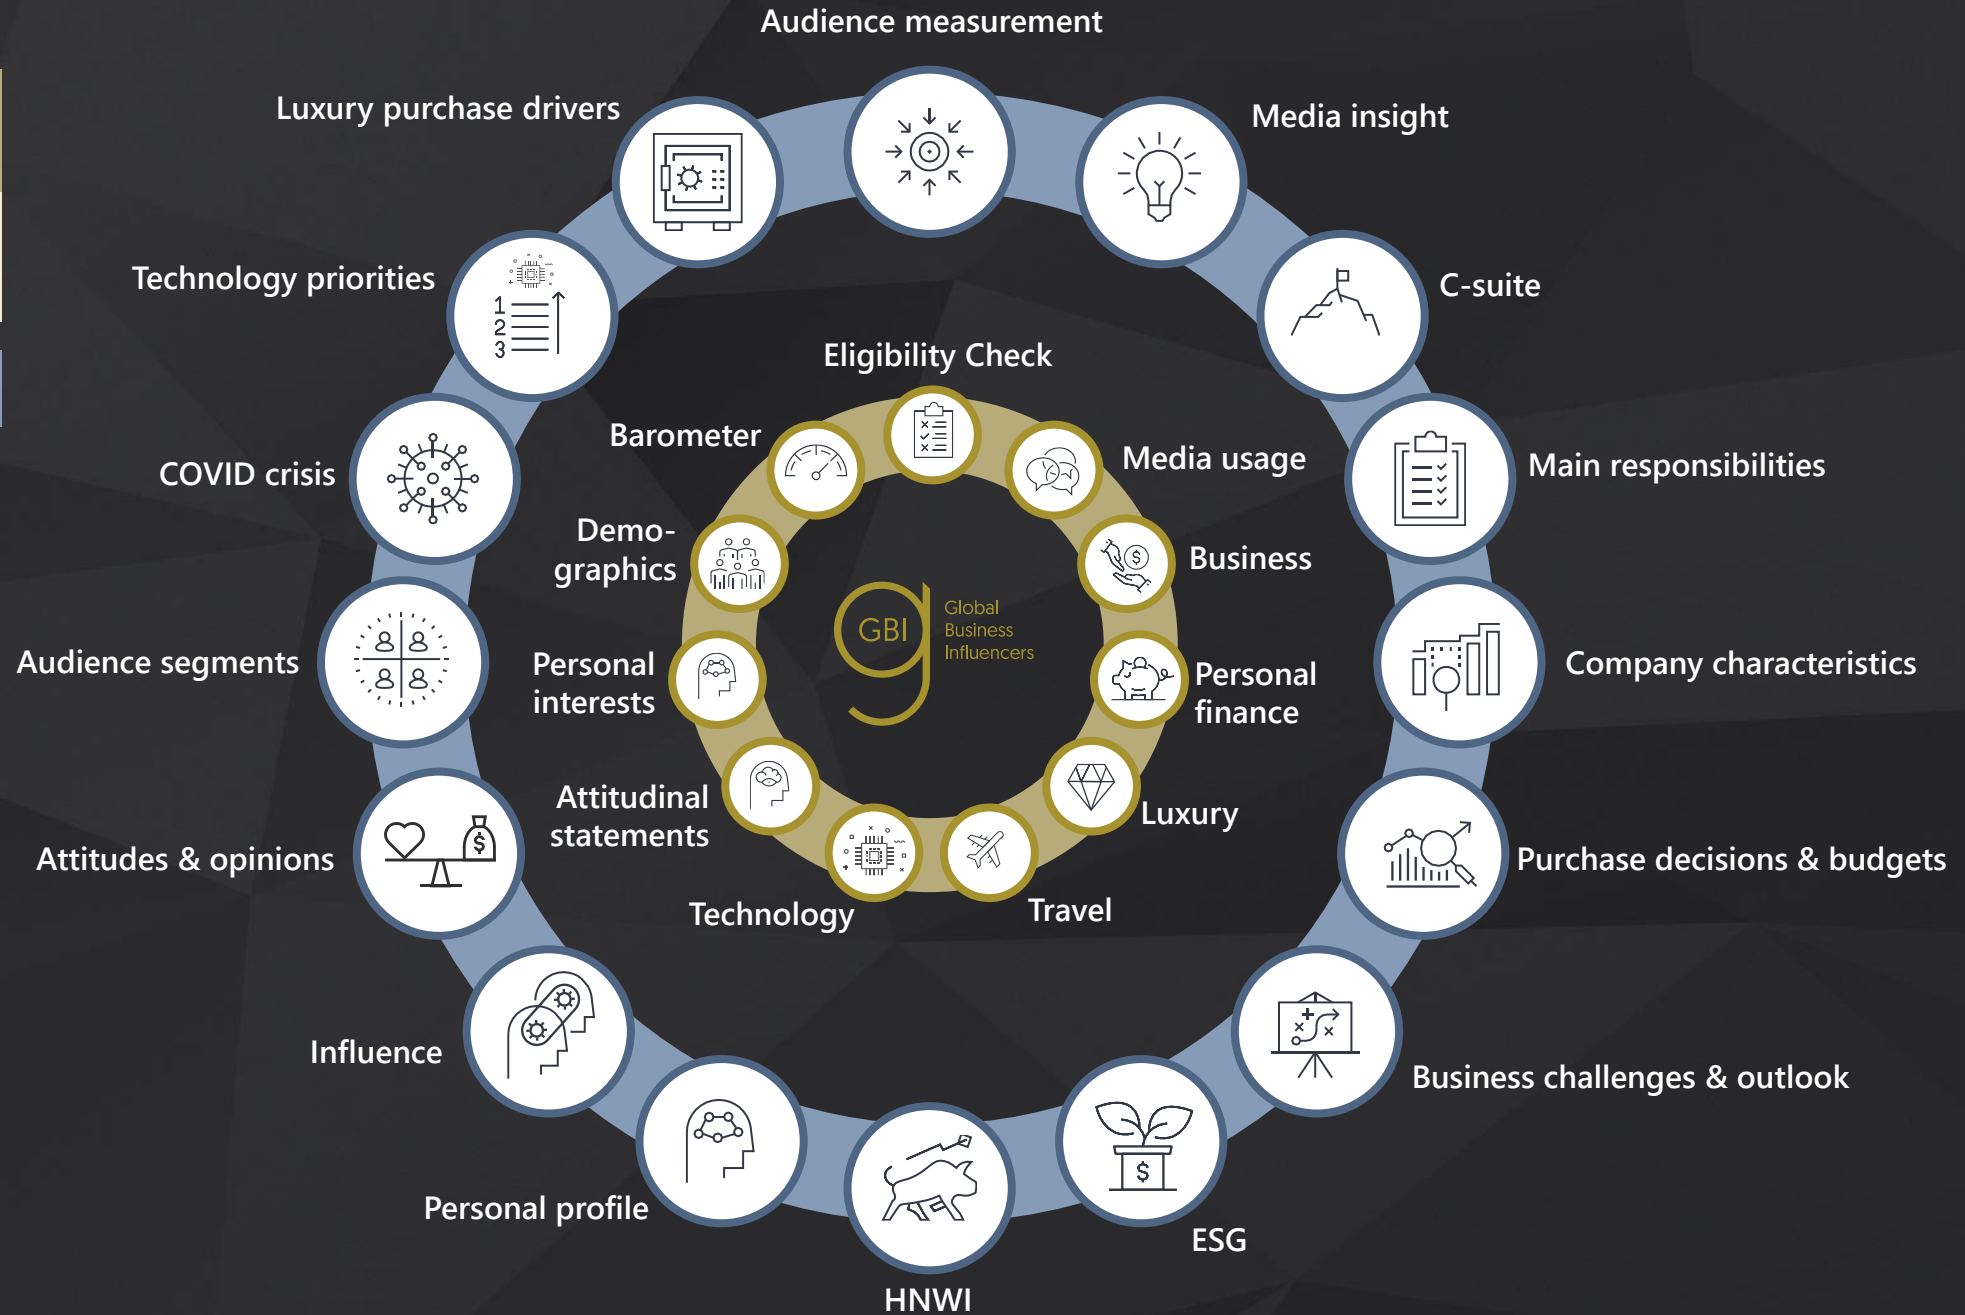 Audience measurement
Luxury purchase drivers
Media insight
Technology priorities
1
2
3
C-suite
Eligibility Check
Barometer
Media usage
COVID crisis
Main responsibilities
Demo-
graphics
Business
$
GBI
Global
Business
Influencers
Audience segments
Personal
interests
Personal
finance
Company characteristics
Attitudinal
statements
Luxury
Attitudes & opinions
$
Purchase decisions & budgets
Technology
Travel
Influence
Business challenges & outlook
Personal profile
$
ESG
HNWI